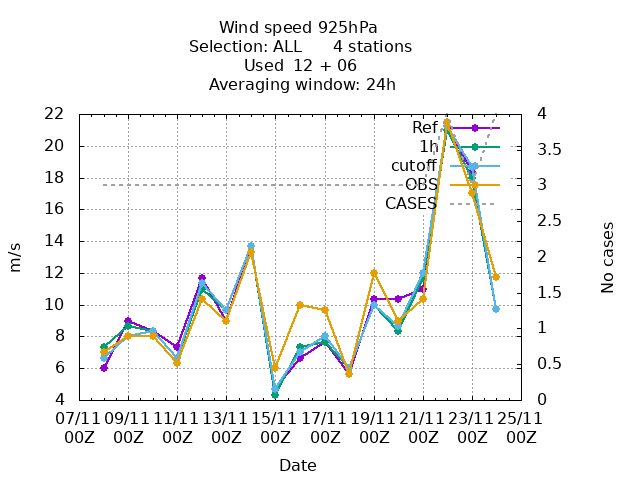 Wind speed 925hPa
Selection: ALL      4 stations
Used  12 + 06
Averaging window: 24h
22
20
18
16
14
12
10
8
6
4
4
3.5
3
2.5
2
1.5
1
0.5
0
m/s
No cases
Ref
1h
cutoff
OBS
CASES
07/11 09/11 11/11 13/11 15/11 17/11 19/11 21/11 23/11 25/11
00Z 00Z 00Z 00Z 00Z 00Z 00Z 00Z 00Z 00Z
Date